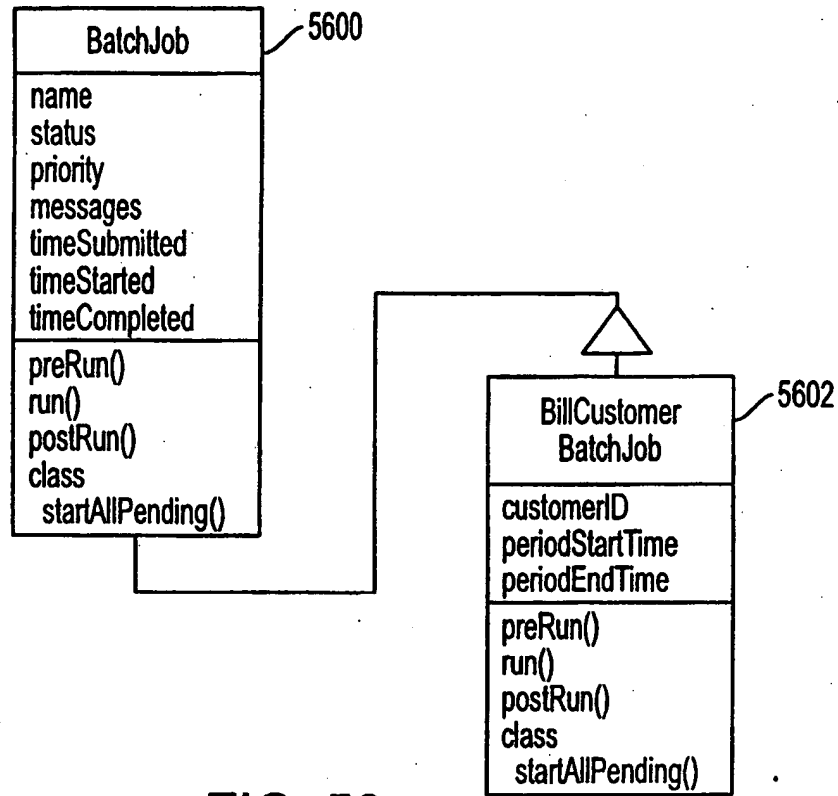 BatchJob
5600
name
status
priority
messages
timeSubmitted
timeStarted
timeCompleted
preRun()
run()
postRun()
class
startAllPending()
BillCustomer
BatchJob
5602
customerID
periodStartTime
periodEndTime
preRun()
run()
postRun()
class
startAllPending()